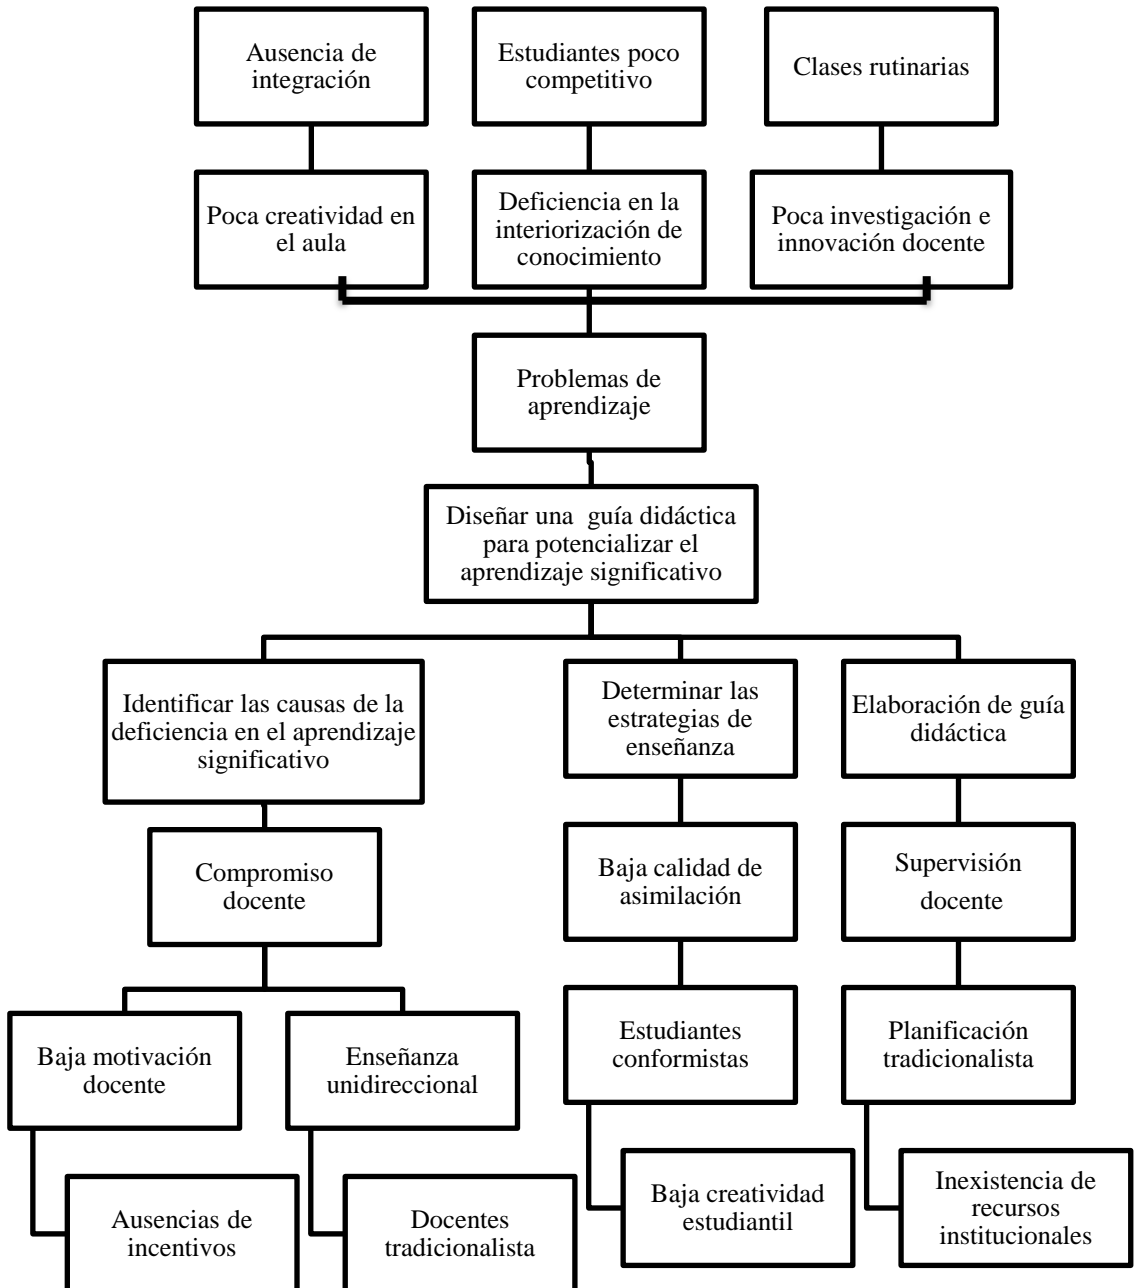 Ausencia de
integración
Estudiantes poco
competitivo
Clases rutinarias
Poca creatividad en
el aula
Deficiencia en la
interiorización de
conocimiento
Poca investigación e
innovación docente
Problemas de
aprendizaje
Diseñar una  guía didáctica
para potencializar el
aprendizaje significativo
Identificar las causas de la
deficiencia en el aprendizaje
significativo
Determinar las
estrategias de
enseñanza
Elaboración de guía
didáctica
Compromiso
docente
Baja calidad de
asimilación
Supervisión
docente
Baja motivación
docente
Enseñanza
unidireccional
Estudiantes
conformistas
Planificación
tradicionalista
Ausencias de
incentivos
Docentes
tradicionalista
Baja creatividad
estudiantil
Inexistencia de
recursos
institucionales